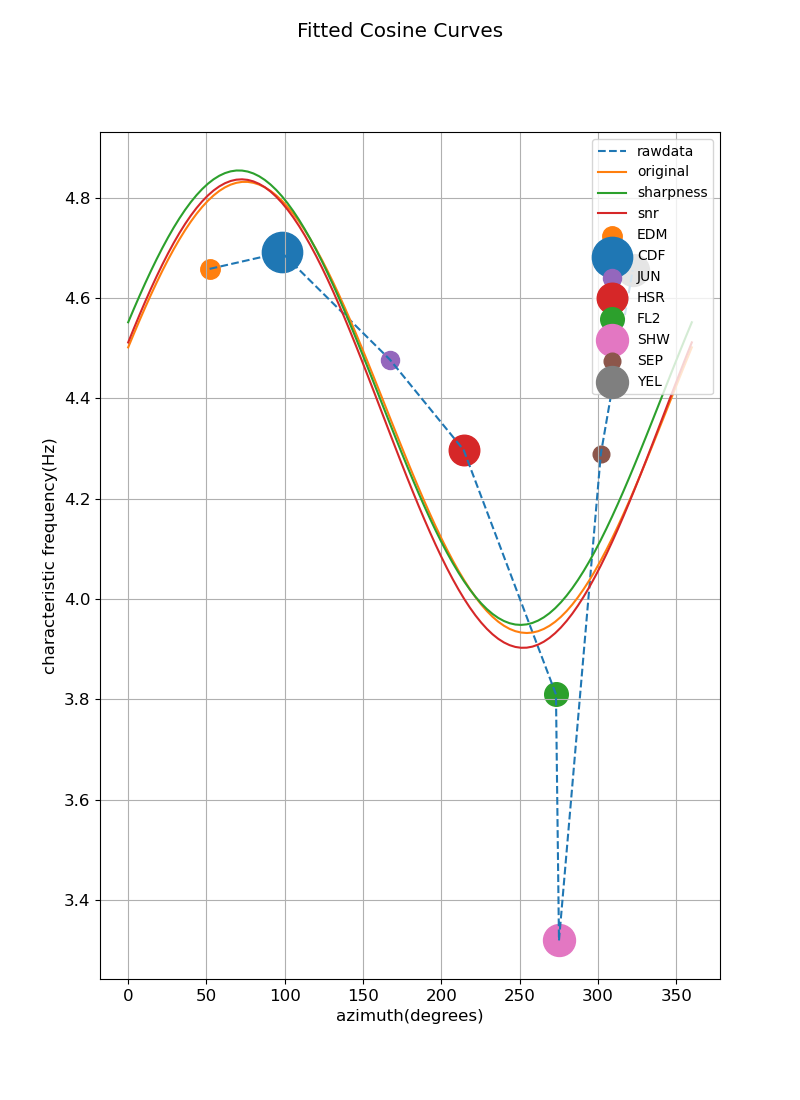 Fitted Cosine Curves
rawdata
original
sharpness
snr
EDM
CDF
JUN
HSR
FL2
SHW
SEP
YEL
characteristic frequency(Hz)
4.8
4.6
4.4
4.2
4.0
3.8
3.6
3.4
0 50 100 150 200 250 300 350
azimuth(degrees)